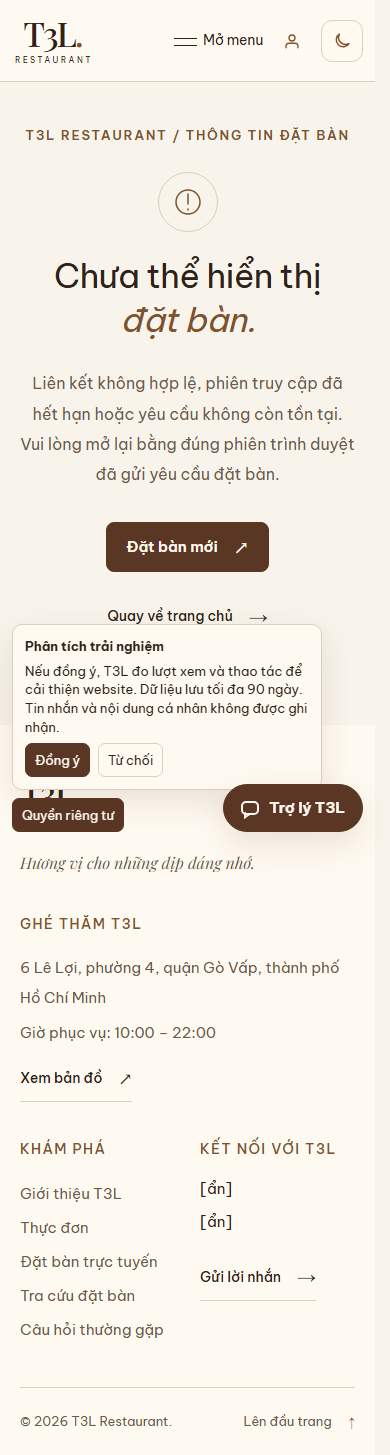 T3L.
RESTAURANT
Mở menu
T3L RESTAURANT / THÔNG TIN ĐẶT BÀN
Chưa thể hiển thị
đặt bàn.
Liên kết không hợp lệ, phiên truy cập đã
hết hạn hoặc yêu cầu không còn tồn tại.
Vui lòng mở lại bằng đúng phiên trình duyệt
đã gửi yêu cầu đặt bàn.
Đặt bàn mới ↗
Quay về trang chủ →
Phân tích trải nghiệm
Nếu đồng ý, T3L đo lượt xem và thao tác để
cải thiện website. Dữ liệu lưu tối đa 90 ngày.
Tin nhắn và nội dung cá nhân không được ghi
nhận.
Đồng ý
Từ chối
Quyền riêng tư
Trợ lý T3L
Hương vị cho những dịp đáng nhớ.
GHÉ THĂM T3L
6 Lê Lợi, phường 4, quận Gò Vấp, thành phố
Hồ Chí Minh
Giờ phục vụ: 10:00 – 22:00
Xem bản đồ ↗
KHÁM PHÁ
Giới thiệu T3L
Thực đơn
Đặt bàn trực tuyến
Tra cứu đặt bàn
Câu hỏi thường gặp
KẾT NỐI VỚI T3L
[ẩn]
[ẩn]
Gửi lời nhắn →
© 2026 T3L Restaurant.
Lên đầu trang ↑